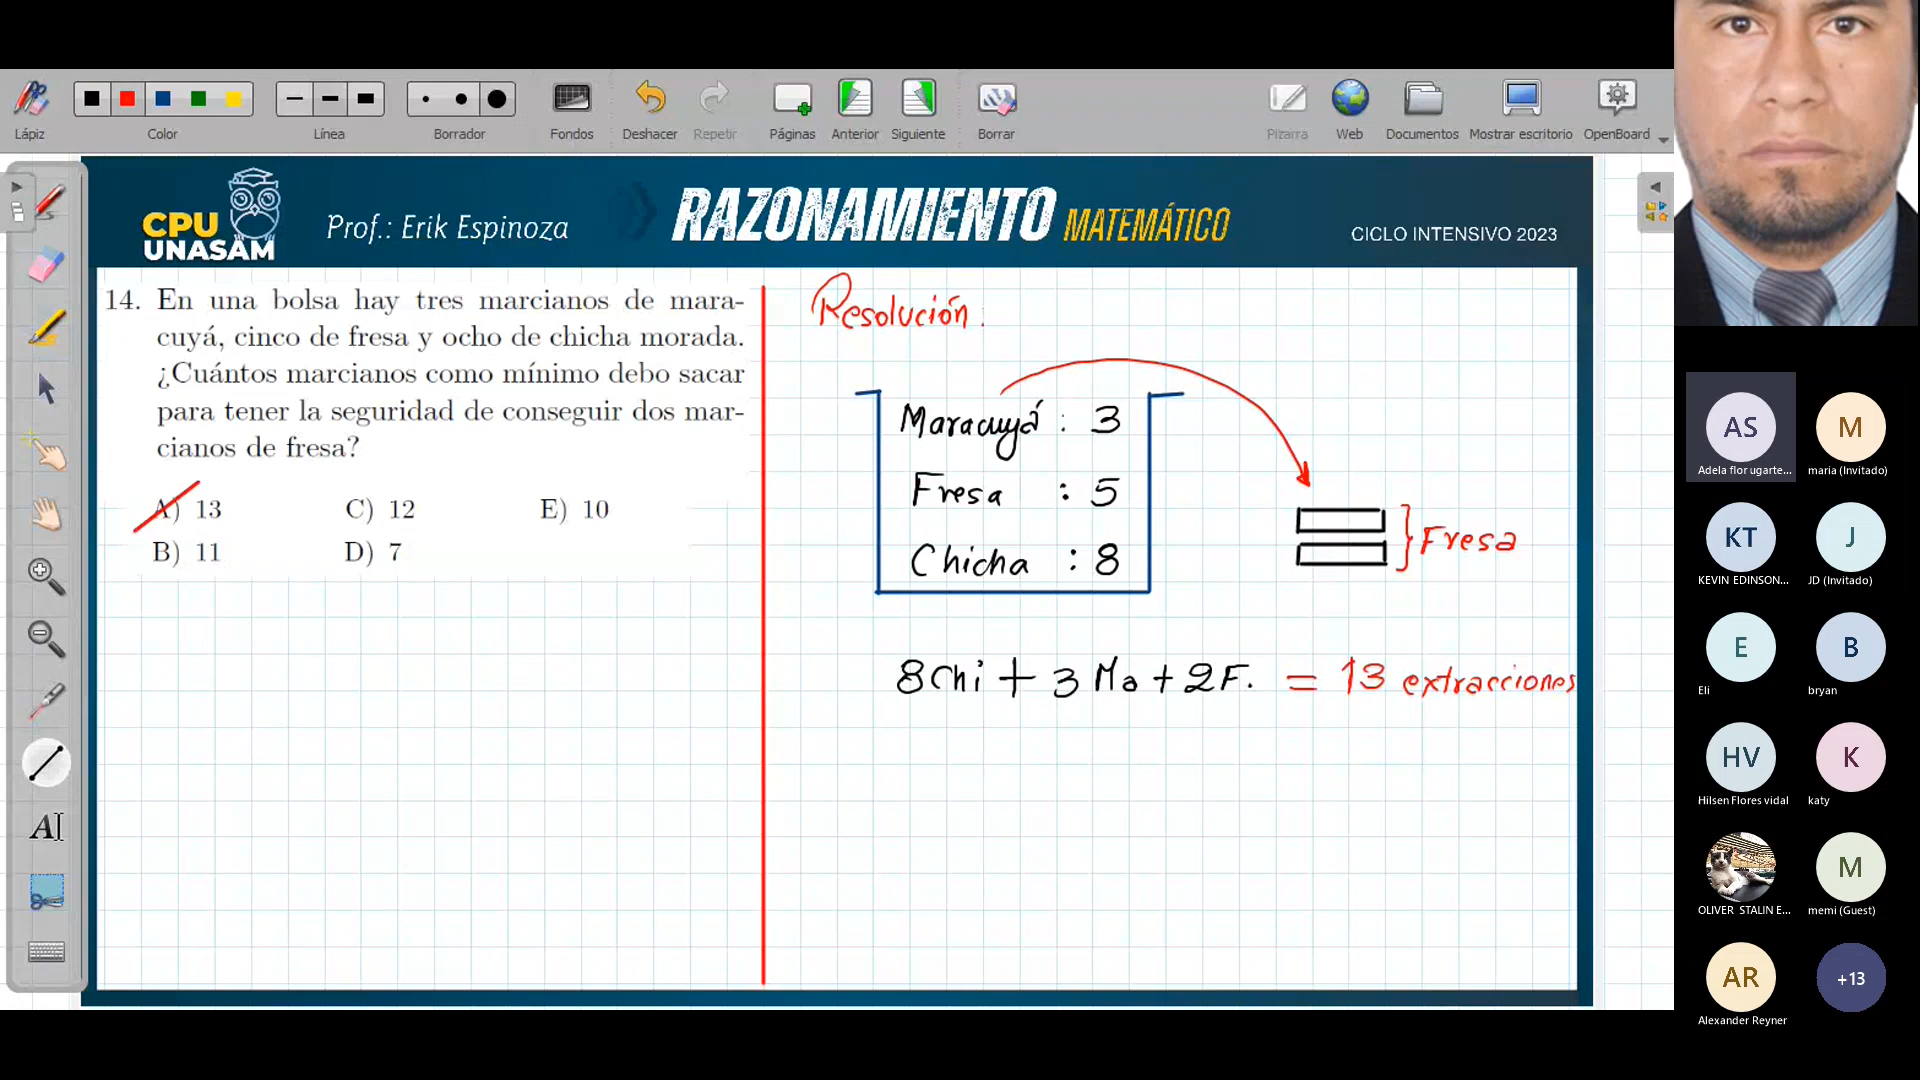 Lápiz
Color
Línea
Borrador
Fondos
Deshacer
Repetir
Páginas
Anterior
Siguiente
Borrar
Pizarra
Web
Documentos
Mostrar escritorio
OpenBoard
CPU
UNASAM
Prof.: Erik Espinoza
RAZONAMIENTO MATEMÁTICO
CICLO INTENSIVO 2023
14. En una bolsa hay tres marcianos de mara-
cuyá, cinco de fresa y ocho de chicha morada.
¿Cuántos marcianos como mínimo debo sacar
para tener la seguridad de conseguir dos mar-
cianos de fresa?
A) 13 C) 12 E) 10
B) 11 D) 7
Resolución:
Maracuyá : 3
Fresa : 5
Chicha : 8
} Fresa
8Chi + 3 Ma + 2F. = 13 extracciones
AS
Adela flor ugarte...
M
maria (Invitado)
KT
KEVIN EDINSON...
J
JD (Invitado)
E
Eli
B
bryan
HV
Hilsen Flores vidal
K
katy
OLIVER STALIN E...
M
memi (Guest)
AR
Alexander Reyner
+13